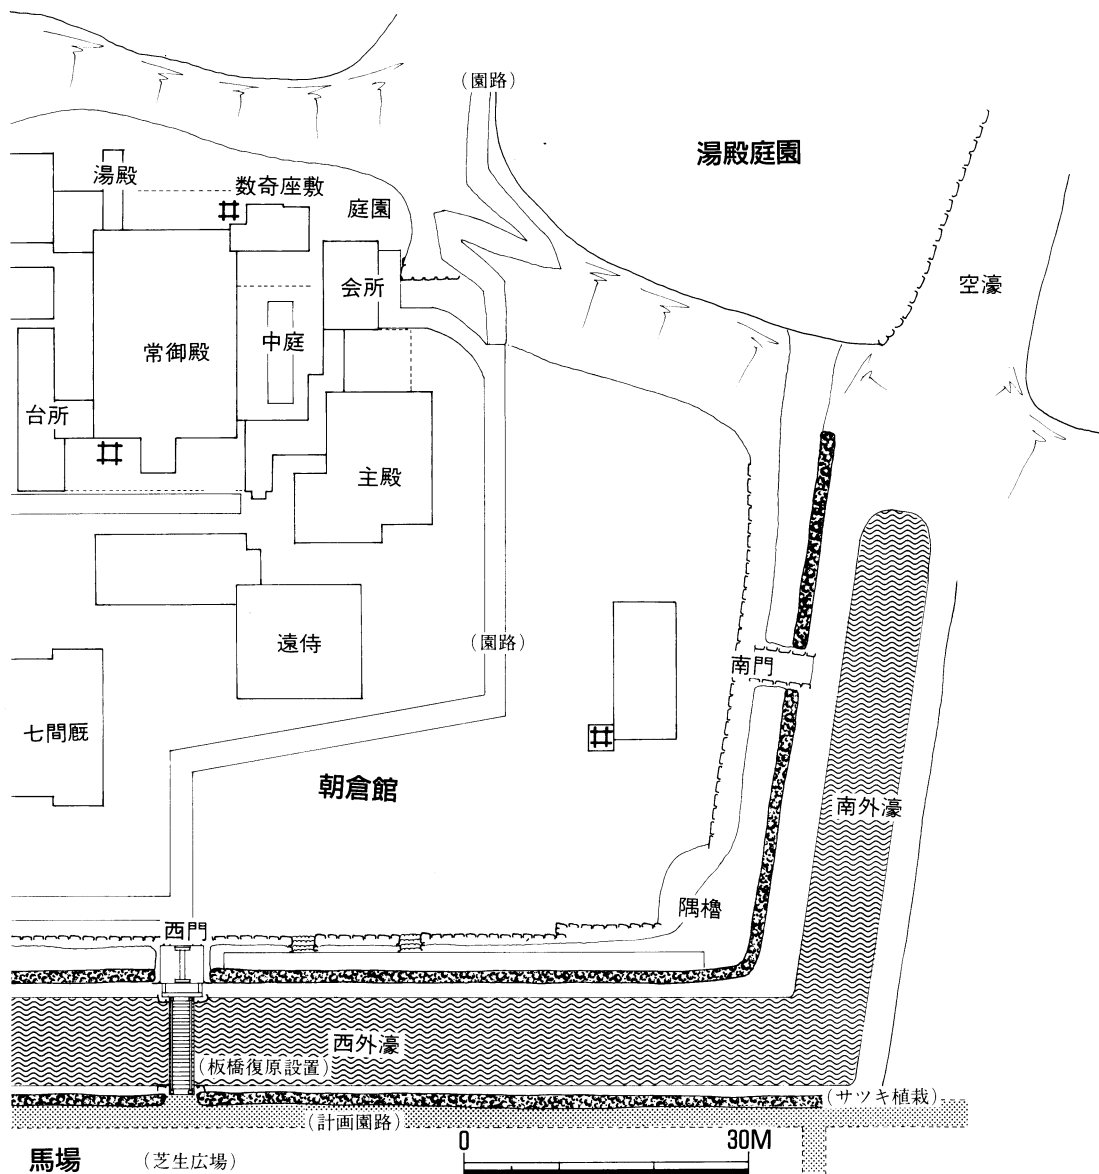 (園路)
湯殿庭園
湯殿
数奇座敷
庭園
会所
空濠
中庭
常御殿
台所
主殿
遠侍
(園路)
南門
七間厩
朝倉館
南外濠
隅櫓
西門
西外濠
(板橋復原設置)
(サツキ植栽)
(計画園路)
馬場
(芝生広場)
0 30M